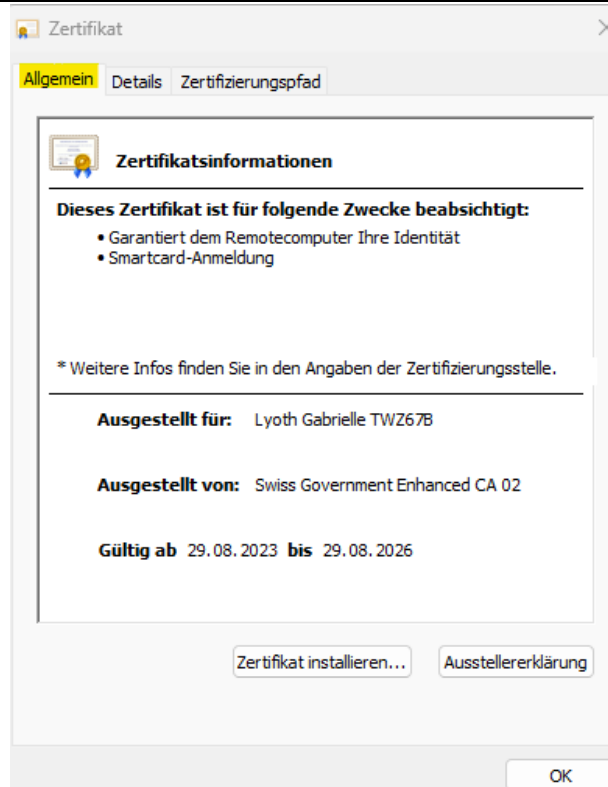 Zertifikat
Allgemein Details Zertifizierungspfad
Zertifikatsinformationen
Dieses Zertifikat ist für folgende Zwecke beabsichtigt:
• Garantiert dem Remotecomputer Ihre Identität
• Smartcard-Anmeldung
* Weitere Infos finden Sie in den Angaben der Zertifizierungsstelle.
Ausgestellt für: Lyoth Gabrielle TWZ67B
Ausgestellt von: Swiss Government Enhanced CA 02
Gültig ab 29.08.2023 bis 29.08.2026
Zertifikat installieren... Ausstellererklärung
OK